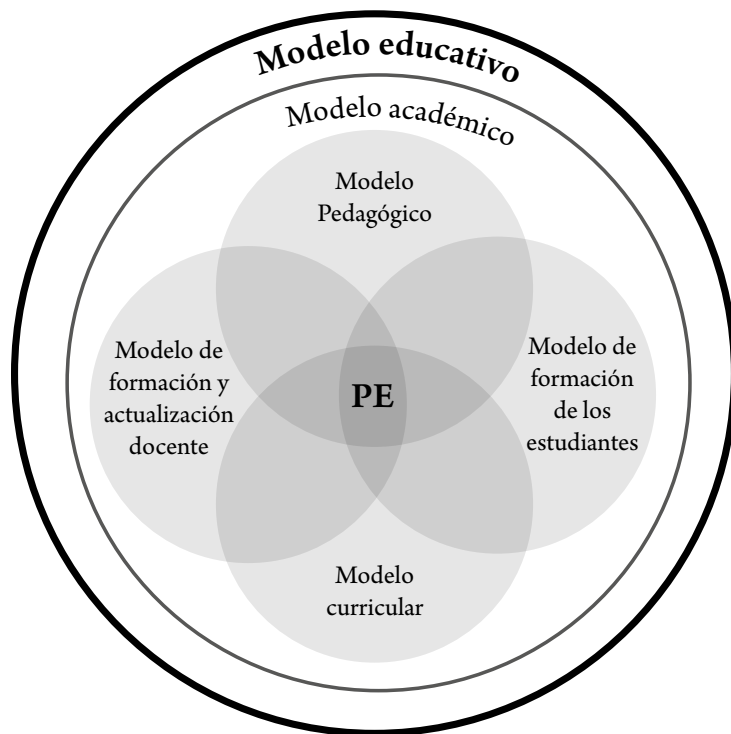 Modelo educativo
Modelo académico
Modelo
Pedagógico
Modelo de
formación y
actualización
docente
PE
Modelo de
formación
de los
estudiantes
Modelo
curricular